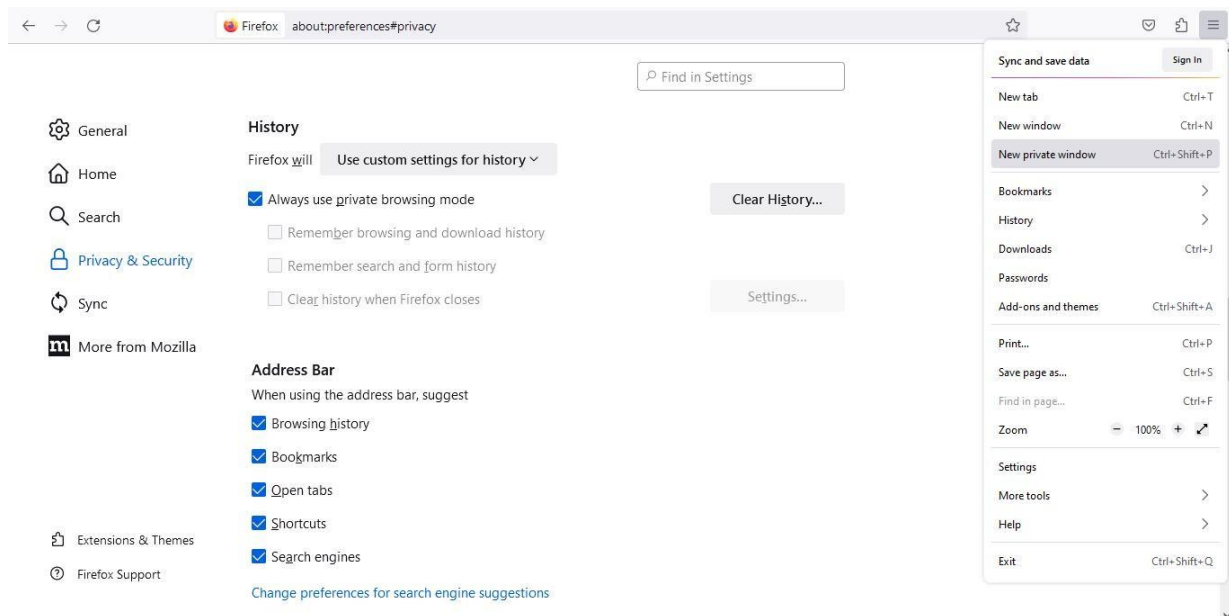 Firefox about:preferences#privacy
Find in Settings
General
Home
Search
Privacy & Security
Sync
More from Mozilla
Extensions & Themes
Firefox Support
History
Firefox will Use custom settings for history
Always use private browsing mode
Clear History...
Remember browsing and download history
Remember search and form history
Clear history when Firefox closes
Settings...
Address Bar
When using the address bar, suggest
Browsing history
Bookmarks
Open tabs
Shortcuts
Search engines
Change preferences for search engine suggestions
Sync and save data Sign In
New tab Ctrl+T
New window Ctrl+N
New private window Ctrl+Shift+P
Bookmarks
History
Downloads Ctrl+J
Passwords
Add-ons and themes Ctrl+Shift+A
Print... Ctrl+P
Save page as... Ctrl+S
Find in page... Ctrl+F
Zoom − 100% +
Settings
More tools
Help
Exit Ctrl+Shift+Q